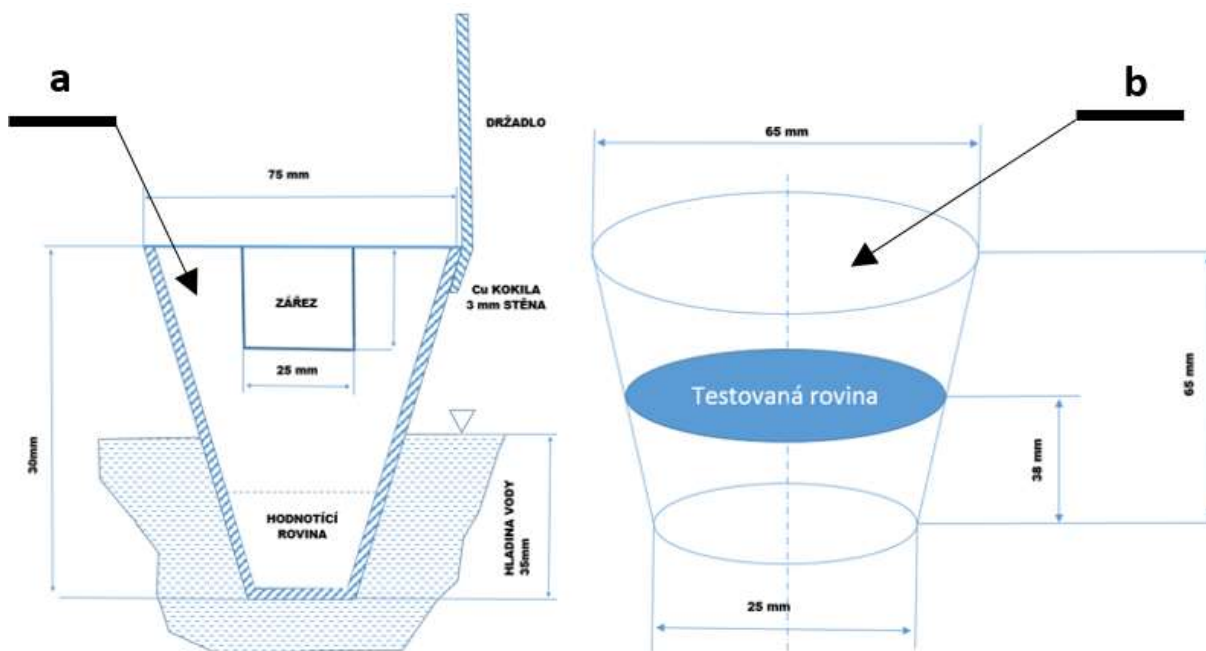 a
b
DRŽADLO
65 mm
75 mm
Cu KOKILA
3 mm STĚNA
ZÁŘEZ
25 mm
Testovaná rovina
30mm
65 mm
38 mm
HODNOTÍCÍ
ROVINA
HLADINA VODY
35mm
25 mm